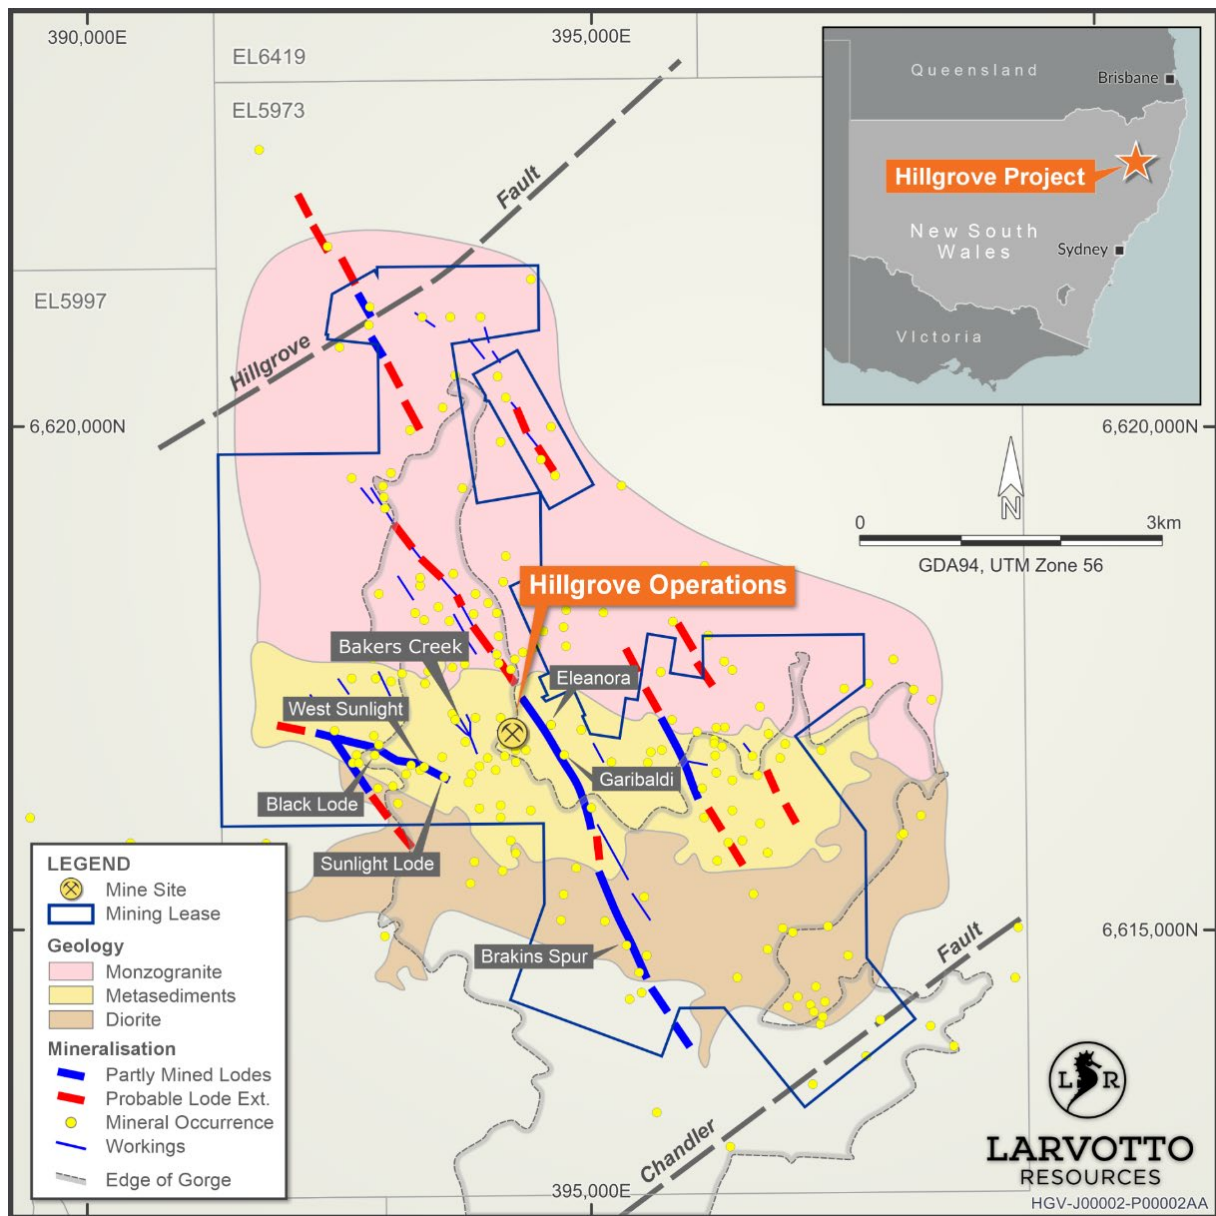 390,000E
395,000E
EL6419
EL5973
EL5997
Queensland
Brisbane
Hillgrove Project
New South
Wales
Sydney
VIctoria
Fault
Hillgrove
6,620,000N
6,620,000N
N
0
3km
GDA94, UTM Zone 56
Hillgrove Operations
Bakers Creek
Eleanora
West Sunlight
Garibaldi
Black Lode
Sunlight Lode
Brakins Spur
6,615,000N
Fault
Chandler
LEGEND
Mine Site
Mining Lease
Geology
Monzogranite
Metasediments
Diorite
Mineralisation
Partly Mined Lodes
Probable Lode Ext.
Mineral Occurrence
Workings
Edge of Gorge
395,000E
L R
LARVOTTO
RESOURCES
HGV-J00002-P00002AA